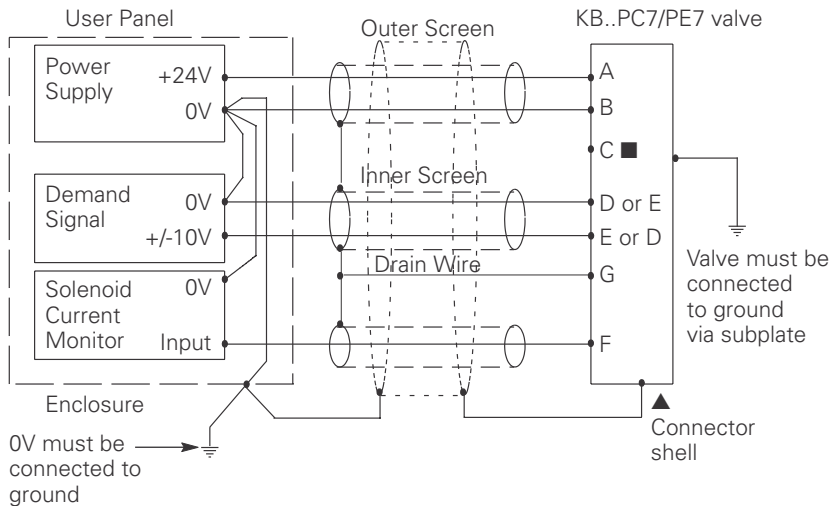 User Panel
Outer Screen
KB..PC7/PE7 valve
Power
Supply
+24V
0V
A
B
C ■
Inner Screen
Demand
Signal
0V
+/-10V
D or E
E or D
Drain Wire
G
Valve must be
connected
to ground
via subplate
Solenoid
Current
Monitor
0V
Input
F
Enclosure
▲
Connector
shell
0V must be
connected to
ground